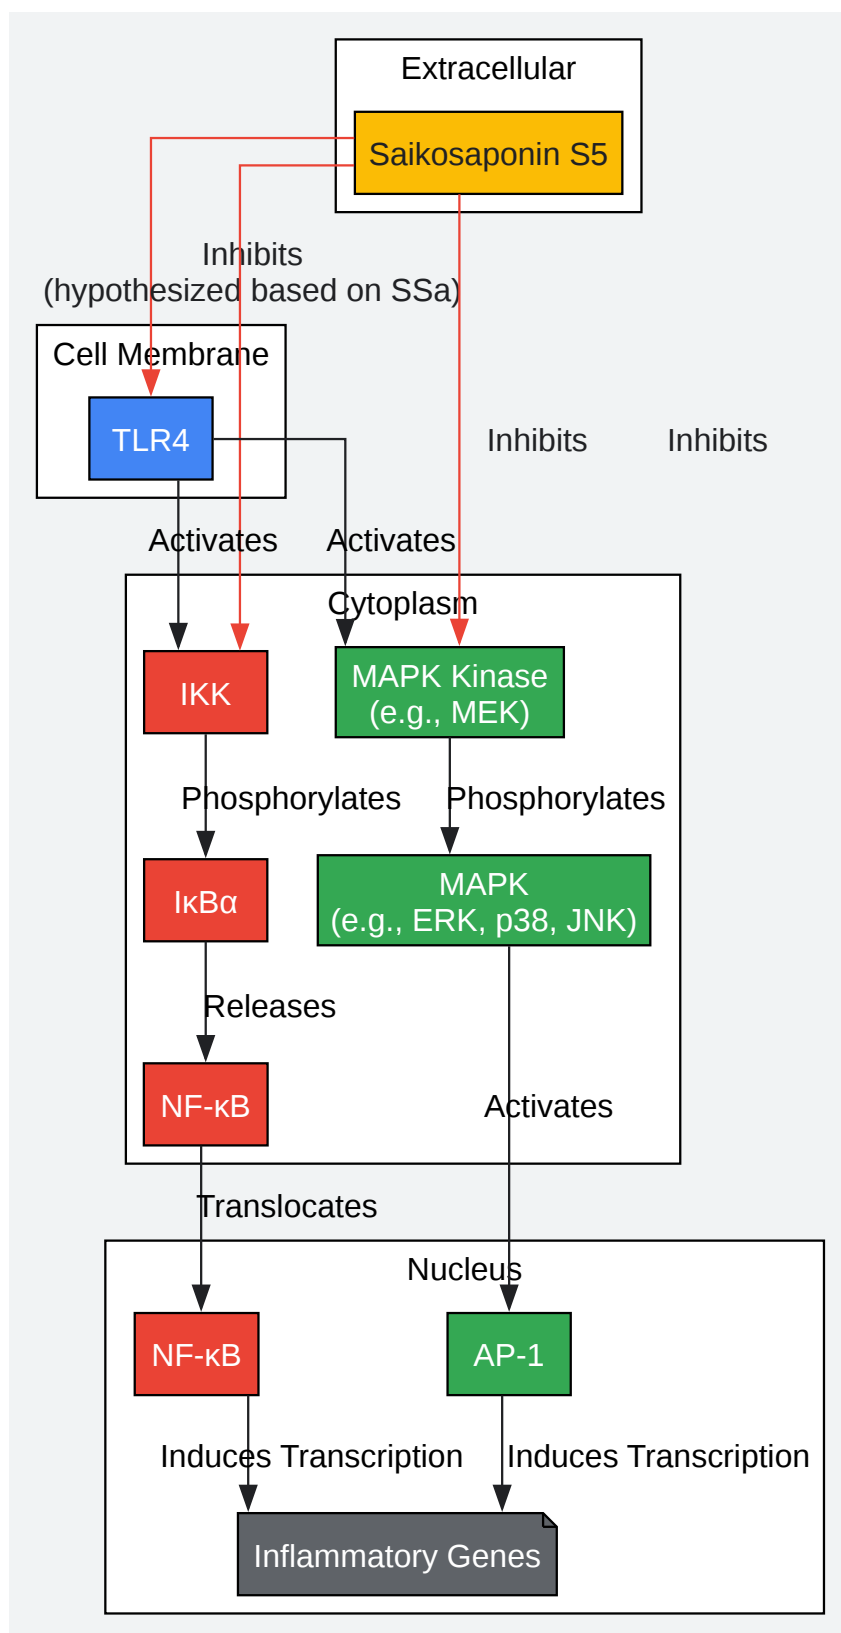 Extracellular
Saikosaponin S5
Inhibits
(hypothesized based on SSa)
Cell Membrane
TLR4
Inhibits
Inhibits
Activates
Activates
Cytoplasm
IKK
MAPK Kinase
(e.g., MEK)
Phosphorylates
Phosphorylates
IκBα
MAPK
(e.g., ERK, p38, JNK)
Releases
NF-κB
Activates
Translocates
Nucleus
NF-κB
AP-1
Induces Transcription
Induces Transcription
Inflammatory Genes